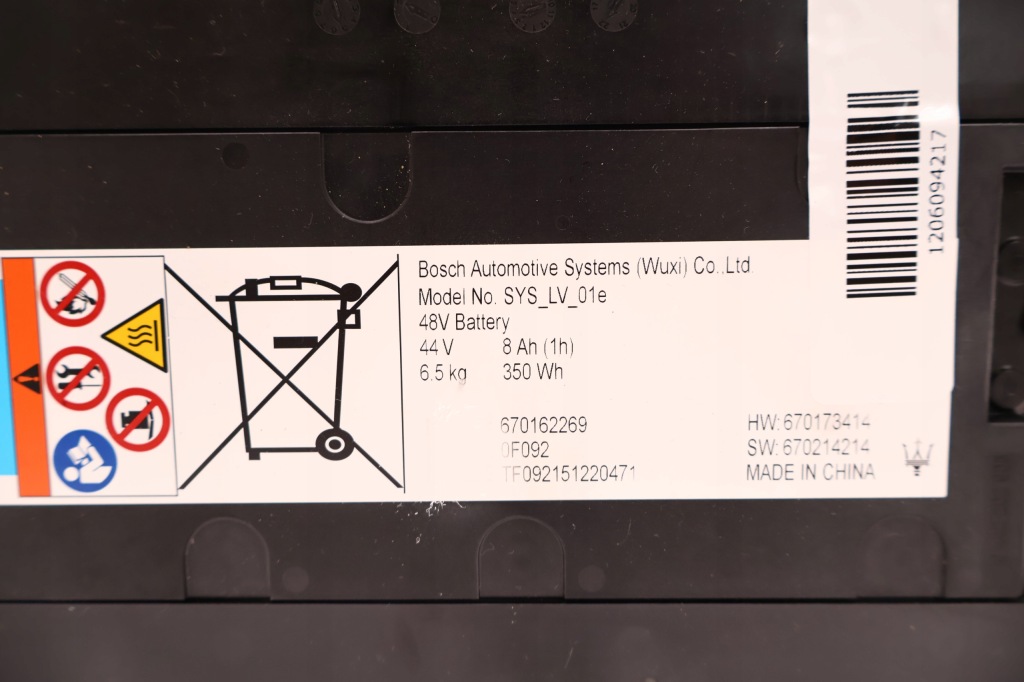 Bosch Automotive Systems (Wuxi) Co.,Ltd.
Model No. SYS_LV_01e
48V Battery
44 V 8 Ah (1h)
6.5 kg 350 Wh
670162269
0F092
TF092151220471
HW: 670173414
SW: 670214214
MADE IN CHINA
1206094217